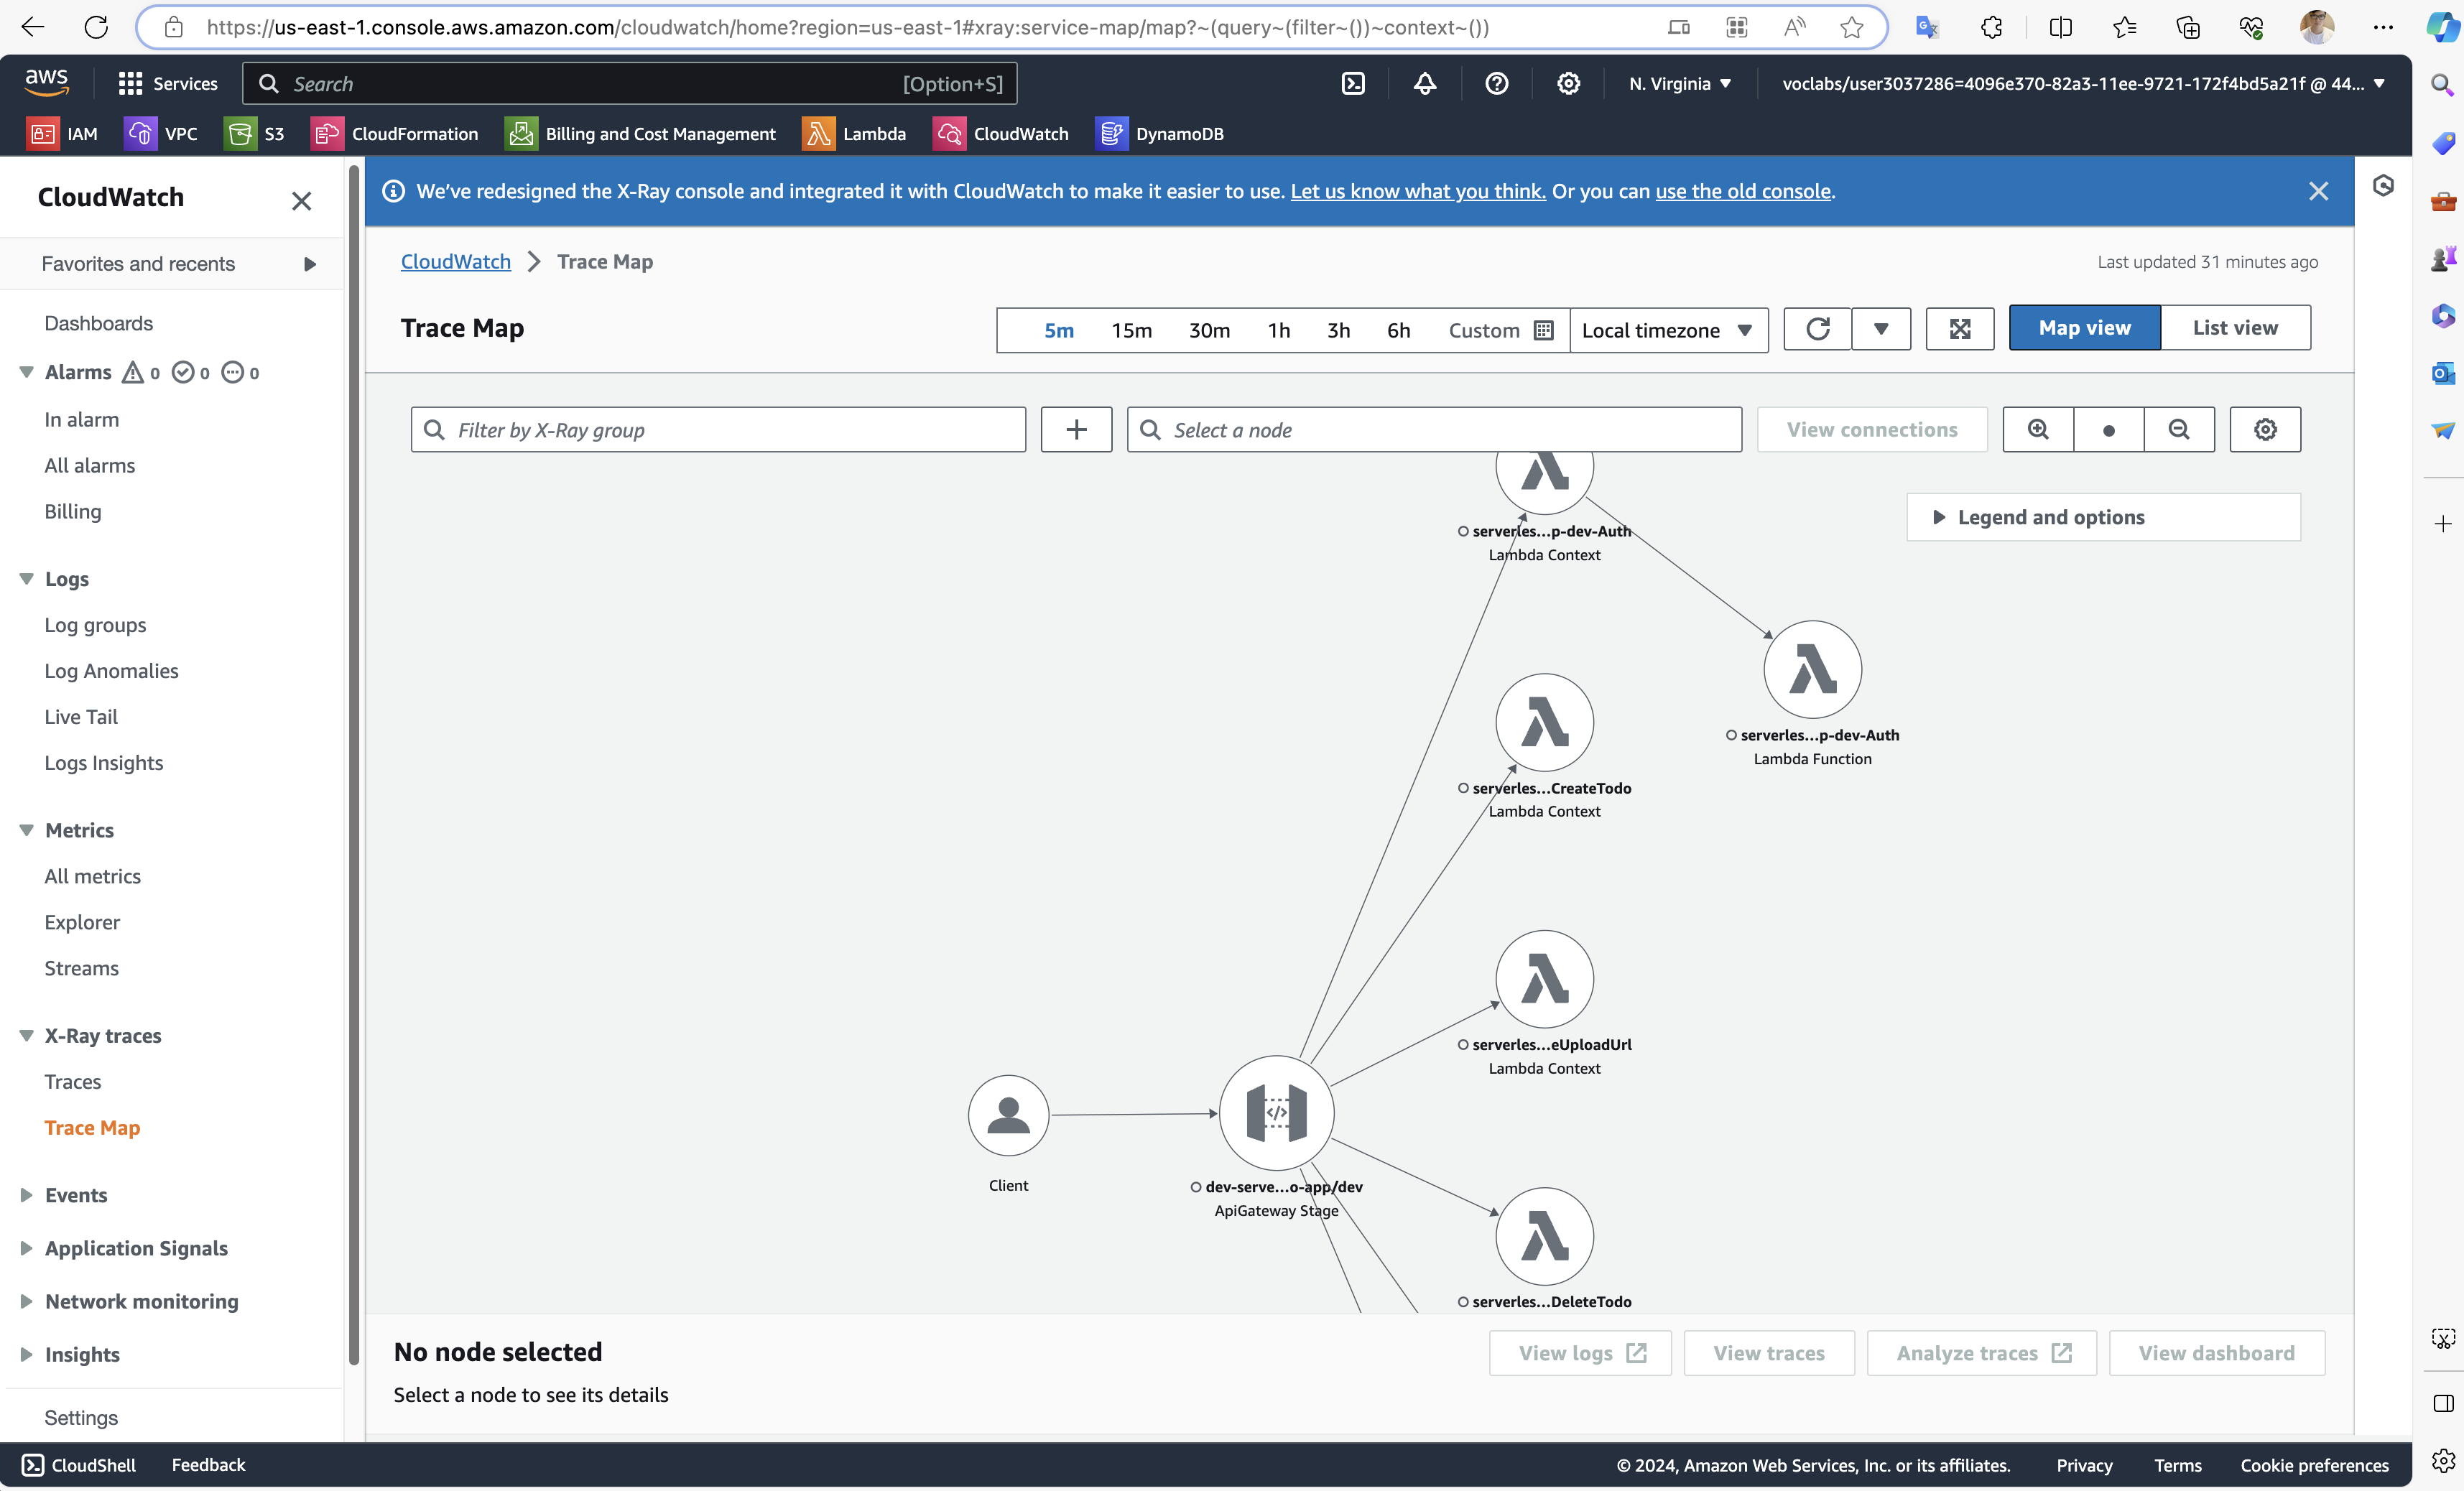 https://us-east-1.console.aws.amazon.com/cloudwatch/home?region=us-east-1#xray:service-map/map?~(query~(filter~())~context~())
aws
Services
Search
[Option+S]
N. Virginia
voclabs/user3037286=4096e370-82a3-11ee-9721-172f4bd5a21f @ 44...
IAM
VPC
S3
CloudFormation
Billing and Cost Management
Lambda
CloudWatch
DynamoDB
CloudWatch
Favorites and recents
Dashboards
Alarms 0 0 0
In alarm
All alarms
Billing
Logs
Log groups
Log Anomalies
Live Tail
Logs Insights
Metrics
All metrics
Explorer
Streams
X-Ray traces
Traces
Trace Map
Events
Application Signals
Network monitoring
Insights
Settings
We've redesigned the X-Ray console and integrated it with CloudWatch to make it easier to use. Let us know what you think. Or you can use the old console.
CloudWatch
Trace Map
Last updated 31 minutes ago
Trace Map
5m
15m
30m
1h
3h
6h
Custom
Local timezone
Map view
List view
Filter by X-Ray group
Select a node
View connections
Legend and options
serverles...p-dev-Auth
Lambda Context
serverles...p-dev-Auth
Lambda Function
serverles...CreateTodo
Lambda Context
serverles...eUploadUrl
Lambda Context
Client
</>
dev-serve...o-app/dev
ApiGateway Stage
serverles...DeleteTodo
No node selected
Select a node to see its details
View logs
View traces
Analyze traces
View dashboard
CloudShell
Feedback
© 2024, Amazon Web Services, Inc. or its affiliates.
Privacy
Terms
Cookie preferences